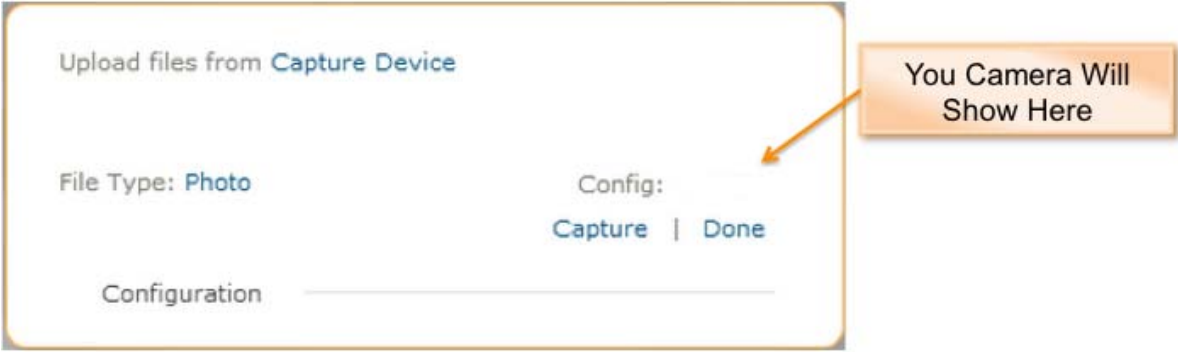 Upload files from Capture Device
You Camera Will
Show Here
File Type: Photo
Config:
Capture | Done
Configuration